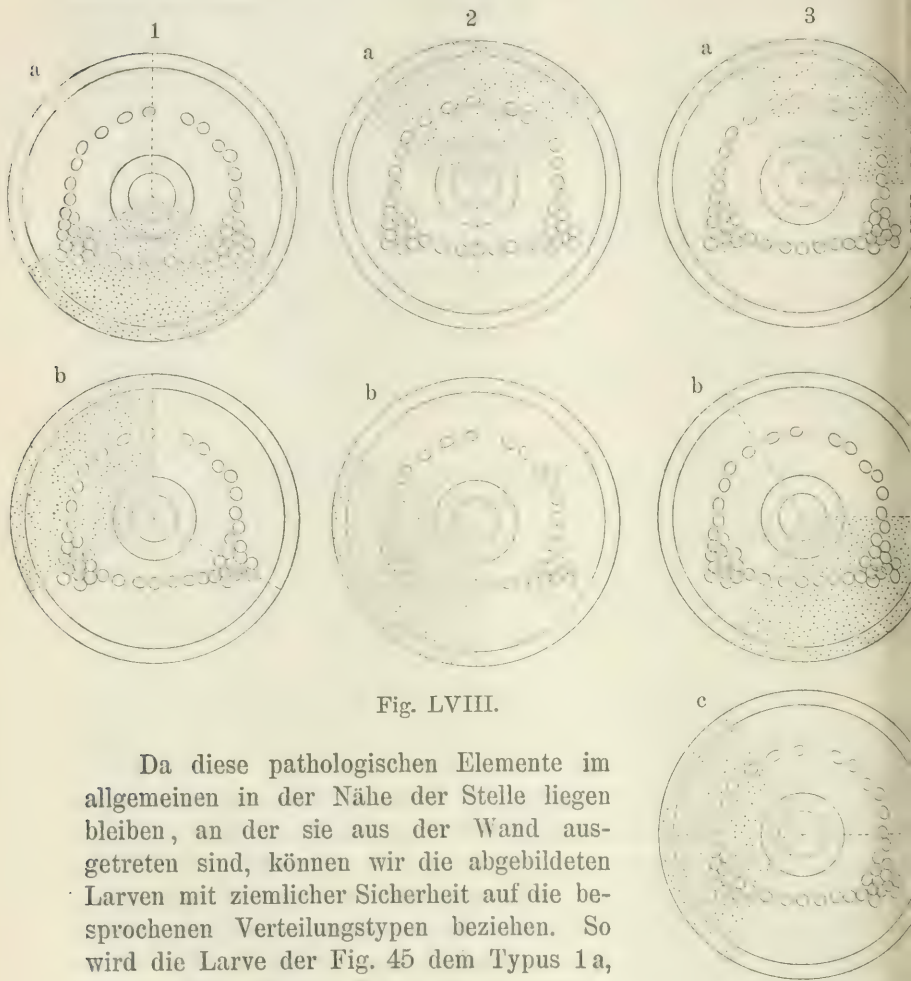 1
2
3
a
a
a
b
b
b
Fig. LVIII.
c
Da diese pathologischen Elemente im
allgemeinen in der Nähe der Stelle liegen
bleiben, an der sie aus der Wand aus-
getreten sind, können wir die abgebildeten
Larven mit ziemlicher Sicherheit auf die be-
sprochenen Verteilungstypen beziehen. So
wird die Larve der Fig. 45 dem Typus 1a,